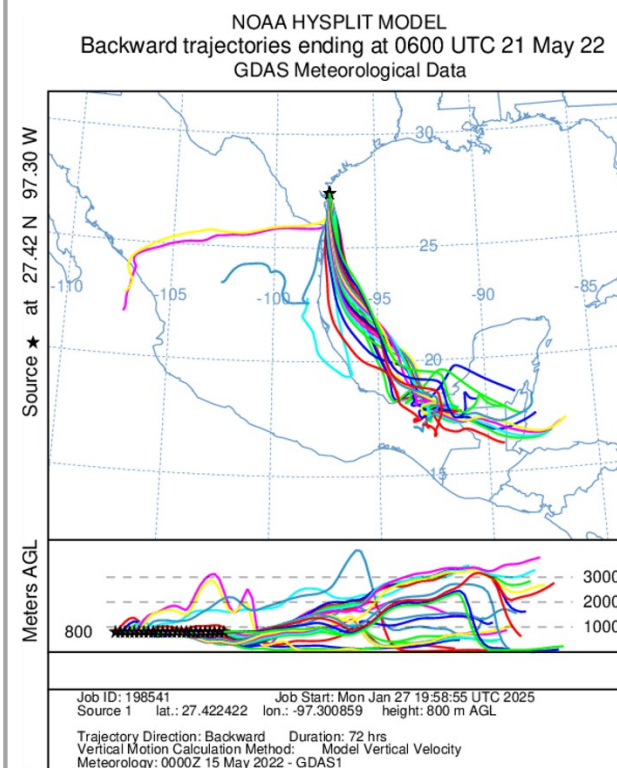 NOAA HYSPLIT MODEL
Backward trajectories ending at 0600 UTC 21 May 22
GDAS Meteorological Data
Source ★ at 27.42 N 97.30 W
30
25
-110
-105
-100
-95
-90
-85
20
15
Meters AGL
800
3000
2000
1000
Job ID: 198541 Job Start: Mon Jan 27 19:58:55 UTC 2025
Source 1 lat.: 27.422422 lon.: -97.300859 height: 800 m AGL
Trajectory Direction: Backward Duration: 72 hrs
Vertical Motion Calculation Method: Model Vertical Velocity
Meteorology: 0000Z 15 May 2022 - GDAS1